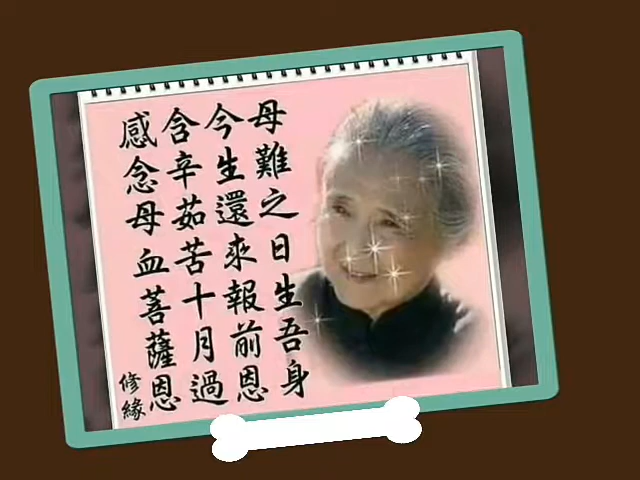 母難之日生吾身
今生還來報前恩
含辛茹苦十月過
感念母血菩薩恩
修緣